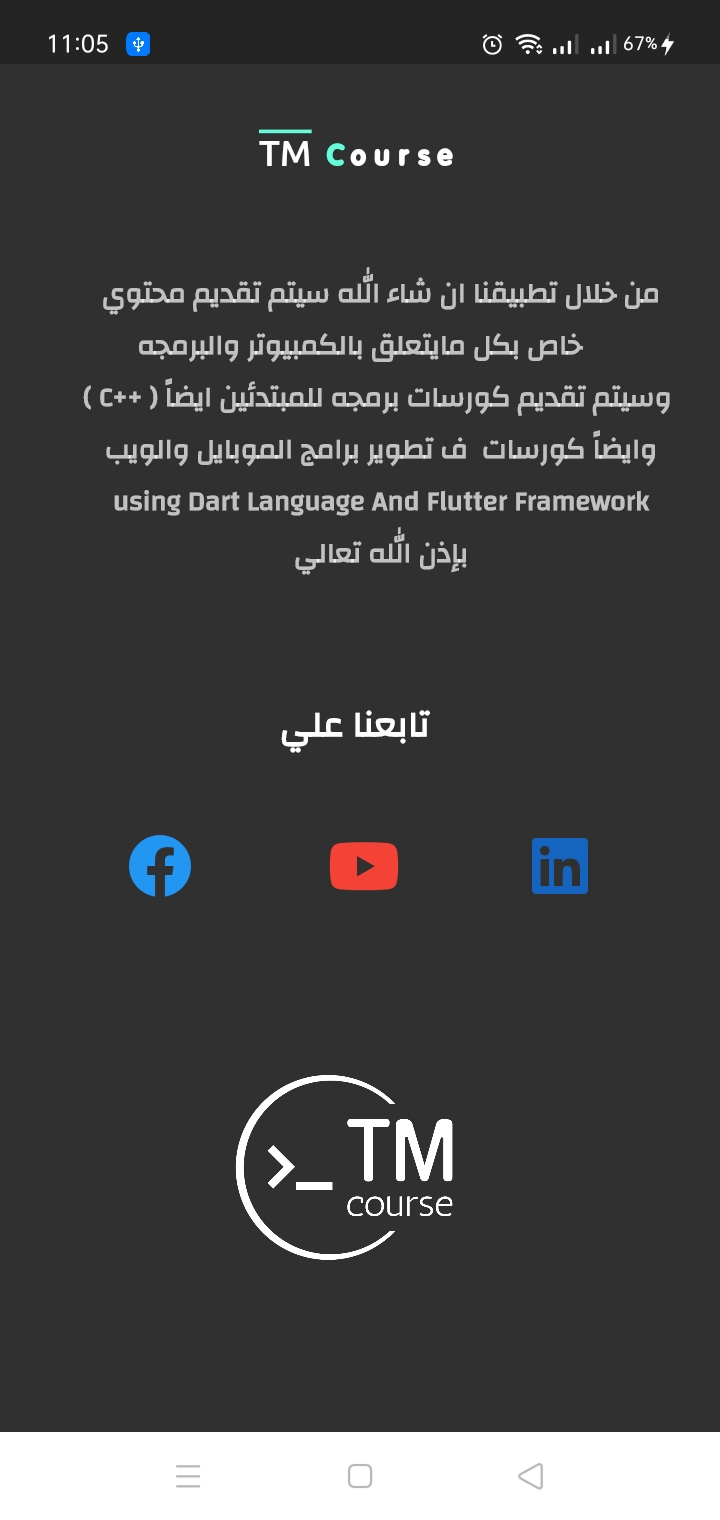 11:05
67%
TM Course
من خلال تطبيقنا ان شاء الله سيتم تقديم محتوي
خاص بكل مايتعلق بالكمبيوتر والبرمجه
وسيتم تقديم كورسات برمجه للمبتدئين ايضاً ( C++ )
وايضاً كورسات ف تطوير برامج الموبايل والويب
using Dart Language And Flutter Framework
بإذن الله تعالي
تابعنا علي
in
>_ TM
course